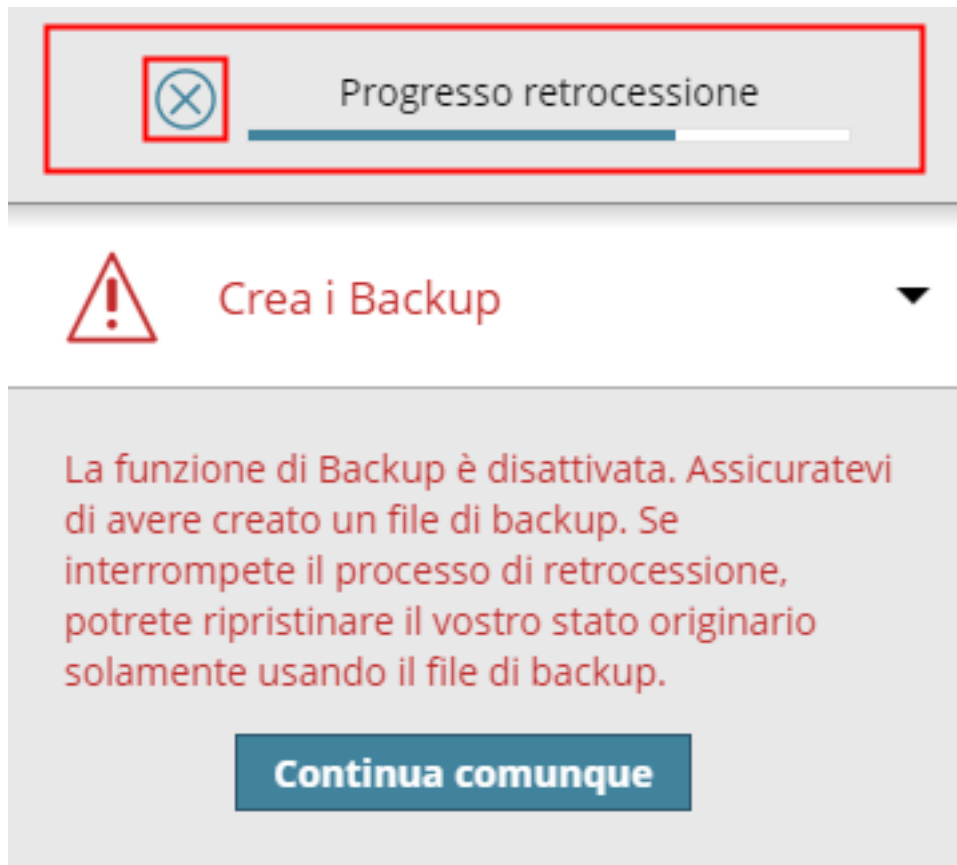 Progresso retrocessione
Crea i Backup
La funzione di Backup è disattivata. Assicuratevi
di avere creato un file di backup. Se
interrompete il processo di retrocessione,
potrete ripristinare il vostro stato originario
solamente usando il file di backup.
Continua comunque